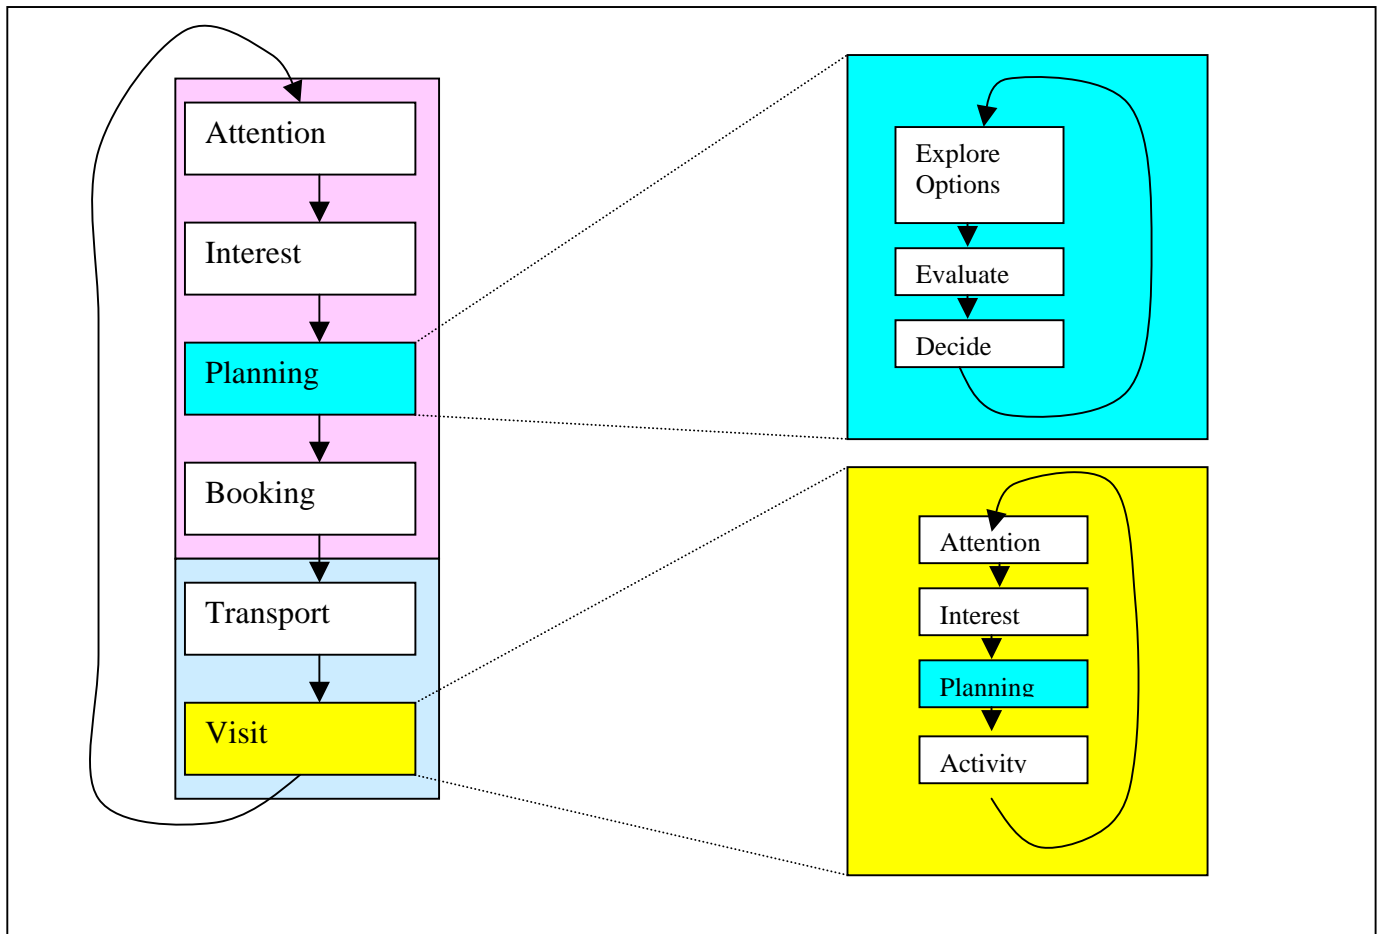 Attention
Interest
Planning
Booking
Transport
Visit
Explore
Options
Evaluate
Decide
Attention
Interest
Planning
Activity